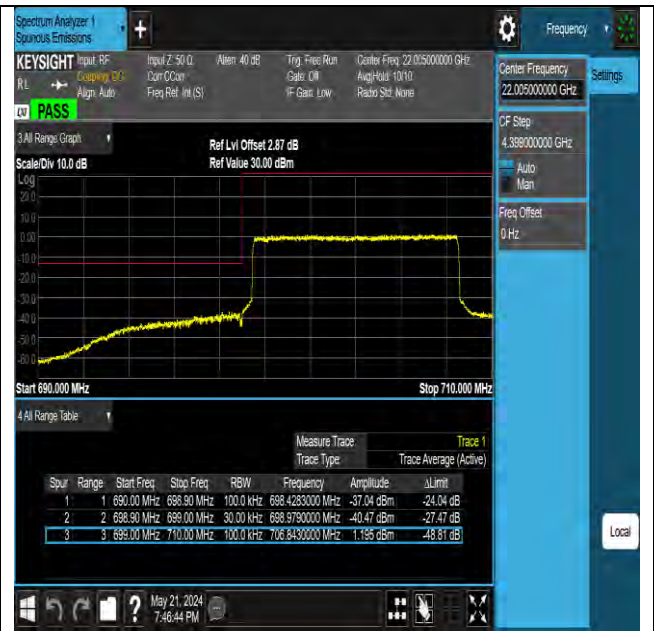 Spectrum Analyzer 1
Spurious Emissions
+
Frequency
KEYSIGHT Input: RF Input Z: 50 Ω Atten: 40 dB Trig: Free Run Center Freq: 22.005000000 GHz
RL Coupling: DC Corr CCorr Gate: Off Avg|Hold: 10/10
Align: Auto Freq Ref: Int (S) IF Gain: Low Radio Std: None
PASS
Center Frequency
22.005000000 GHz
Settings
CF Step
4.399000000 GHz
Auto
Man
Freq Offset
0 Hz
3 All Range Graph
Ref Lvl Offset 2.87 dB
Scale/Div 10.0 dB Ref Value 30.00 dBm
Log
20.0
10.0
0.00
-10.0
-20.0
-30.0
-40.0
-50.0
-60.0
Start 690.000 MHz Stop 710.000 MHz
4 All Range Table
Measure Trace Trace 1
Trace Type Trace Average (Active)
Spur Range Start Freq Stop Freq RBW Frequency Amplitude ΔLimit
1 1 690.00 MHz 698.90 MHz 100.0 kHz 698.4283000 MHz -37.04 dBm -24.04 dB
2 2 698.90 MHz 699.00 MHz 30.00 kHz 698.9790000 MHz -40.47 dBm -27.47 dB
3 3 699.00 MHz 710.00 MHz 100.0 kHz 706.8430000 MHz 1.195 dBm -48.81 dB
Local
? May 21, 2024
7:46:44 PM